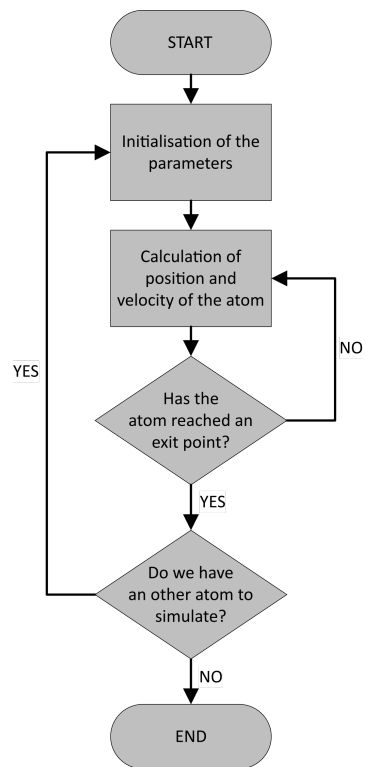 START
Initialisation of the
parameters
Calculation of
position and
velocity of the atom
NO
YES
Has the
atom reached an
exit point?
YES
Do we have
an other atom to
simulate?
NO
END